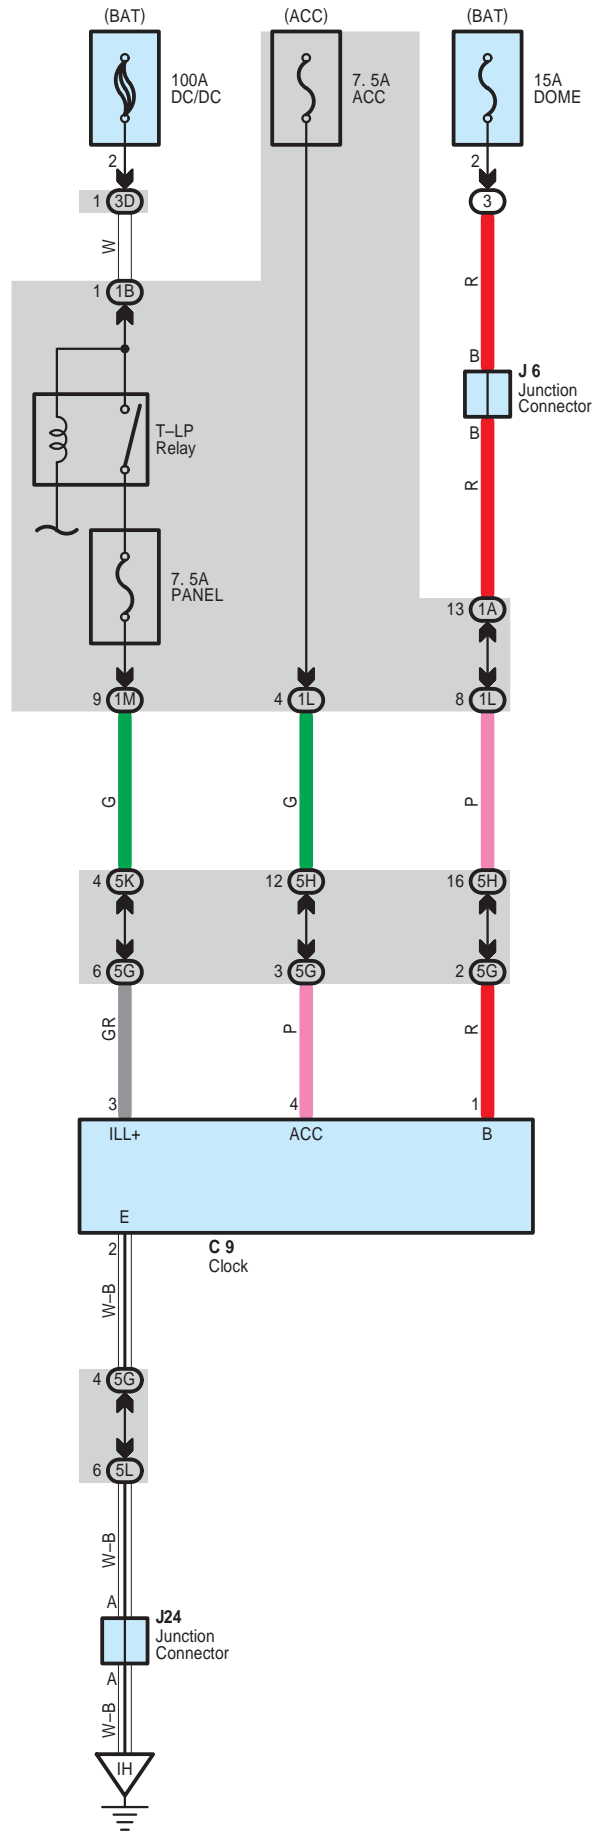 (BAT) (ACC) (BAT)
100A
DC/DC
7. 5A
ACC
15A
DOME
2 2
1 3D 3
W R
1 1B
B
J 6
Junction
Connector
B
T–LP
Relay
R
7. 5A
PANEL
13 1A
9 1M 4 1L 8 1L
G G P
4 5K 12 5H 16 5H
6 5G 3 5G 2 5G
GR P R
3 4 1
ILL+ ACC B
E
2
C 9
Clock
W–B
4 5G
6 5L
W–B
A
J24
Junction
Connector
A
W–B
IH